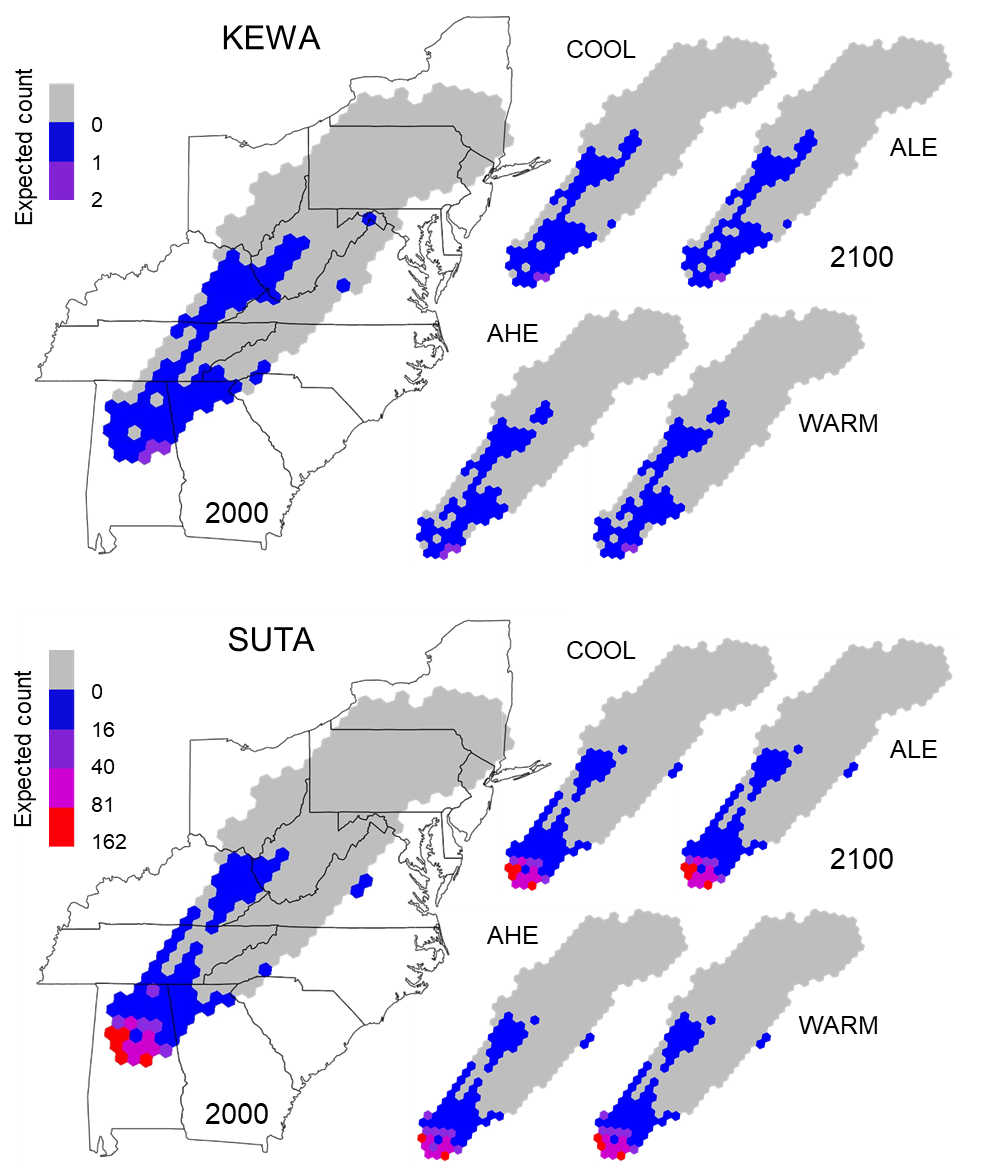 KEWA
Expected count
0
1
2
2000
COOL
ALE
2100
AHE
WARM
SUTA
Expected count
0
16
40
81
162
2000
COOL
ALE
2100
AHE
WARM